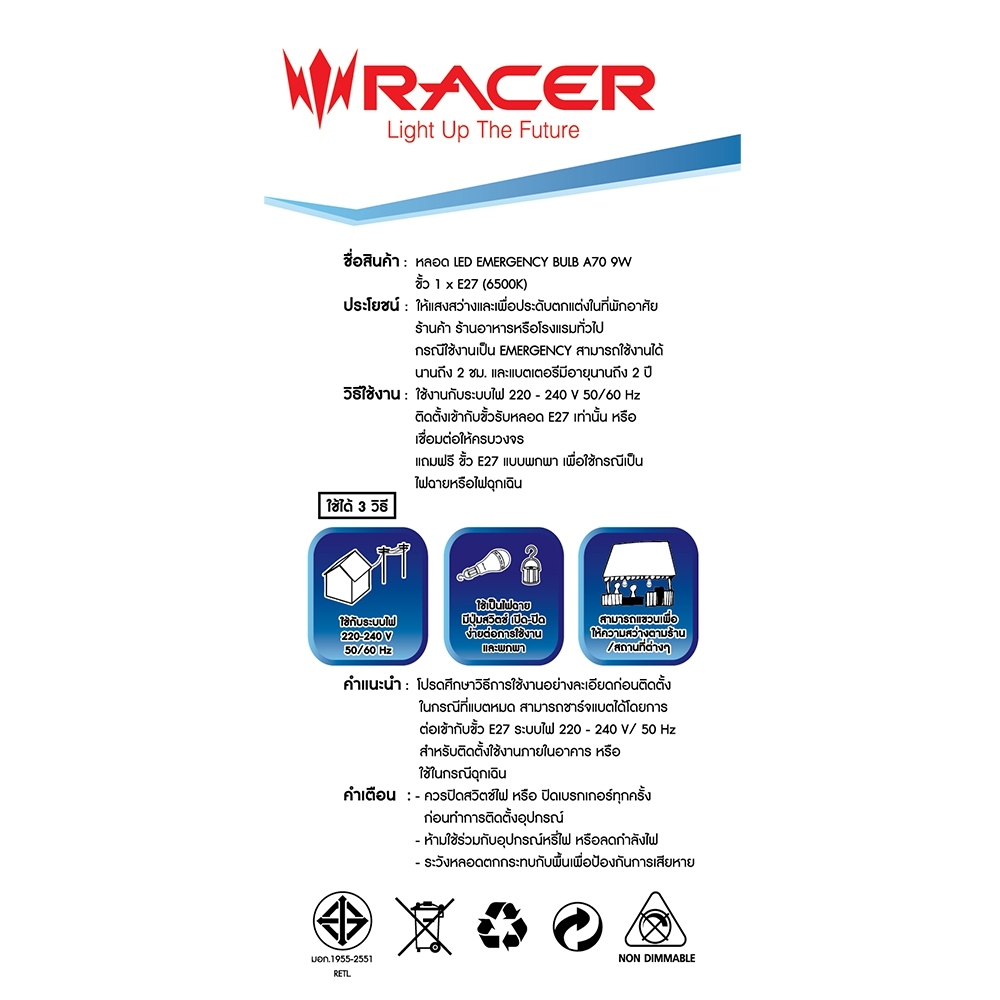 RACER
Light Up The Future
ชื่อสินค้า : หลอด LED EMERGENCY BULB A70 9W
ขั้ว 1 x E27 (6500K)
ประโยชน์ : ให้แสงสว่างและเพื่อประดับตกแต่งในที่พักอาศัย
ร้านค้า ร้านอาหารหรือโรงแรมทั่วไป
กรณีใช้งานเป็น EMERGENCY สามารถใช้งานได้
นานถึง 2 ชม. และแบตเตอรีมีอายุนานถึง 2 ปี
วิธีใช้งาน : ใช้งานกับระบบไฟ 220 - 240 V 50/60 Hz
ติดตั้งเข้ากับขั้วรับหลอด E27 เท่านั้น หรือ
เชื่อมต่อให้ครบวงจร
แถมฟรี ขั้ว E27 แบบพกพา เพื่อใช้กรณีเป็น
ไฟฉายหรือไฟฉุกเฉิน
ใช้ได้ 3 วิธี
ใช้กับระบบไฟ
220-240 V
50/60 Hz
ใช้เป็นไฟฉาย
มีปุ่มสวิตช์ เปิด-ปิด
ง่ายต่อการใช้งาน
และพกพา
สามารถแขวนเพื่อ
ให้ความสว่างตามร้าน
/สถานที่ต่างๆ
คำแนะนำ : โปรดศึกษาวิธีการใช้งานอย่างละเอียดก่อนติดตั้ง
ในกรณีที่แบตหมด สามารถชาร์จแบตได้โดยการ
ต่อเข้ากับขั้ว E27 ระบบไฟ 220 - 240 V/ 50 Hz
สำหรับติดตั้งใช้งานภายในอาคาร หรือ
ใช้ในกรณีฉุกเฉิน
คำเตือน : - ควรปิดสวิตช์ไฟ หรือ ปิดเบรกเกอร์ทุกครั้ง
ก่อนทำการติดตั้งอุปกรณ์
- ห้ามใช้ร่วมกับอุปกรณ์หรี่ไฟ หรือลดกำลังไฟ
- ระวังหลอดตกกระทบกับพื้นเพื่อป้องกันการเสียหาย
มอก.1955-2551
RETL
NON DIMMABLE